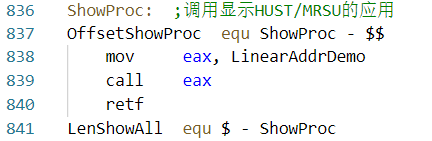 836 ShowProc: ;调用显示HUST/MRSU的应用
837 OffsetShowProc equ ShowProc - $$
838 mov eax, LinearAddrDemo
839 call eax
840 retf
841 LenShowAll equ $ - ShowProc